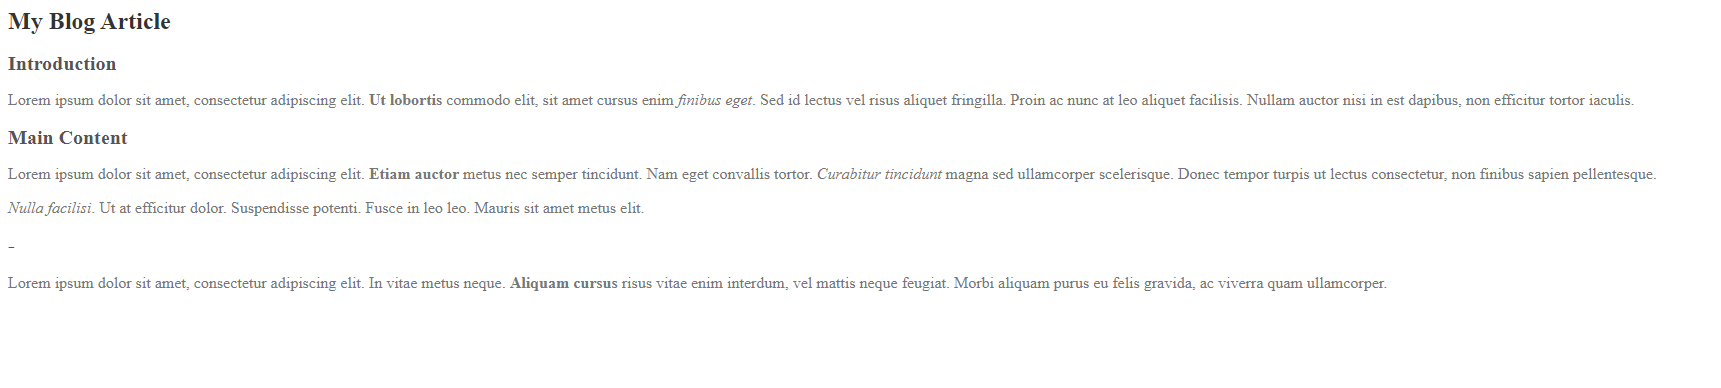 My Blog Article
Introduction
Lorem ipsum dolor sit amet, consectetur adipiscing elit. Ut lobortis commodo elit, sit amet cursus enim finibus eget. Sed id lectus vel risus aliquet fringilla. Proin ac nunc at leo aliquet facilisis. Nullam auctor nisi in est dapibus, non efficitur tortor iaculis.
Main Content
Lorem ipsum dolor sit amet, consectetur adipiscing elit. Etiam auctor metus nec semper tincidunt. Nam eget convallis tortor. Curabitur tincidunt magna sed ullamcorper scelerisque. Donec tempor turpis ut lectus consectetur, non finibus sapien pellentesque.
Nulla facilisi. Ut at efficitur dolor. Suspendisse potenti. Fusce in leo leo. Mauris sit amet metus elit.
-
Lorem ipsum dolor sit amet, consectetur adipiscing elit. In vitae metus neque. Aliquam cursus risus vitae enim interdum, vel mattis neque feugiat. Morbi aliquam purus eu felis gravida, ac viverra quam ullamcorper.